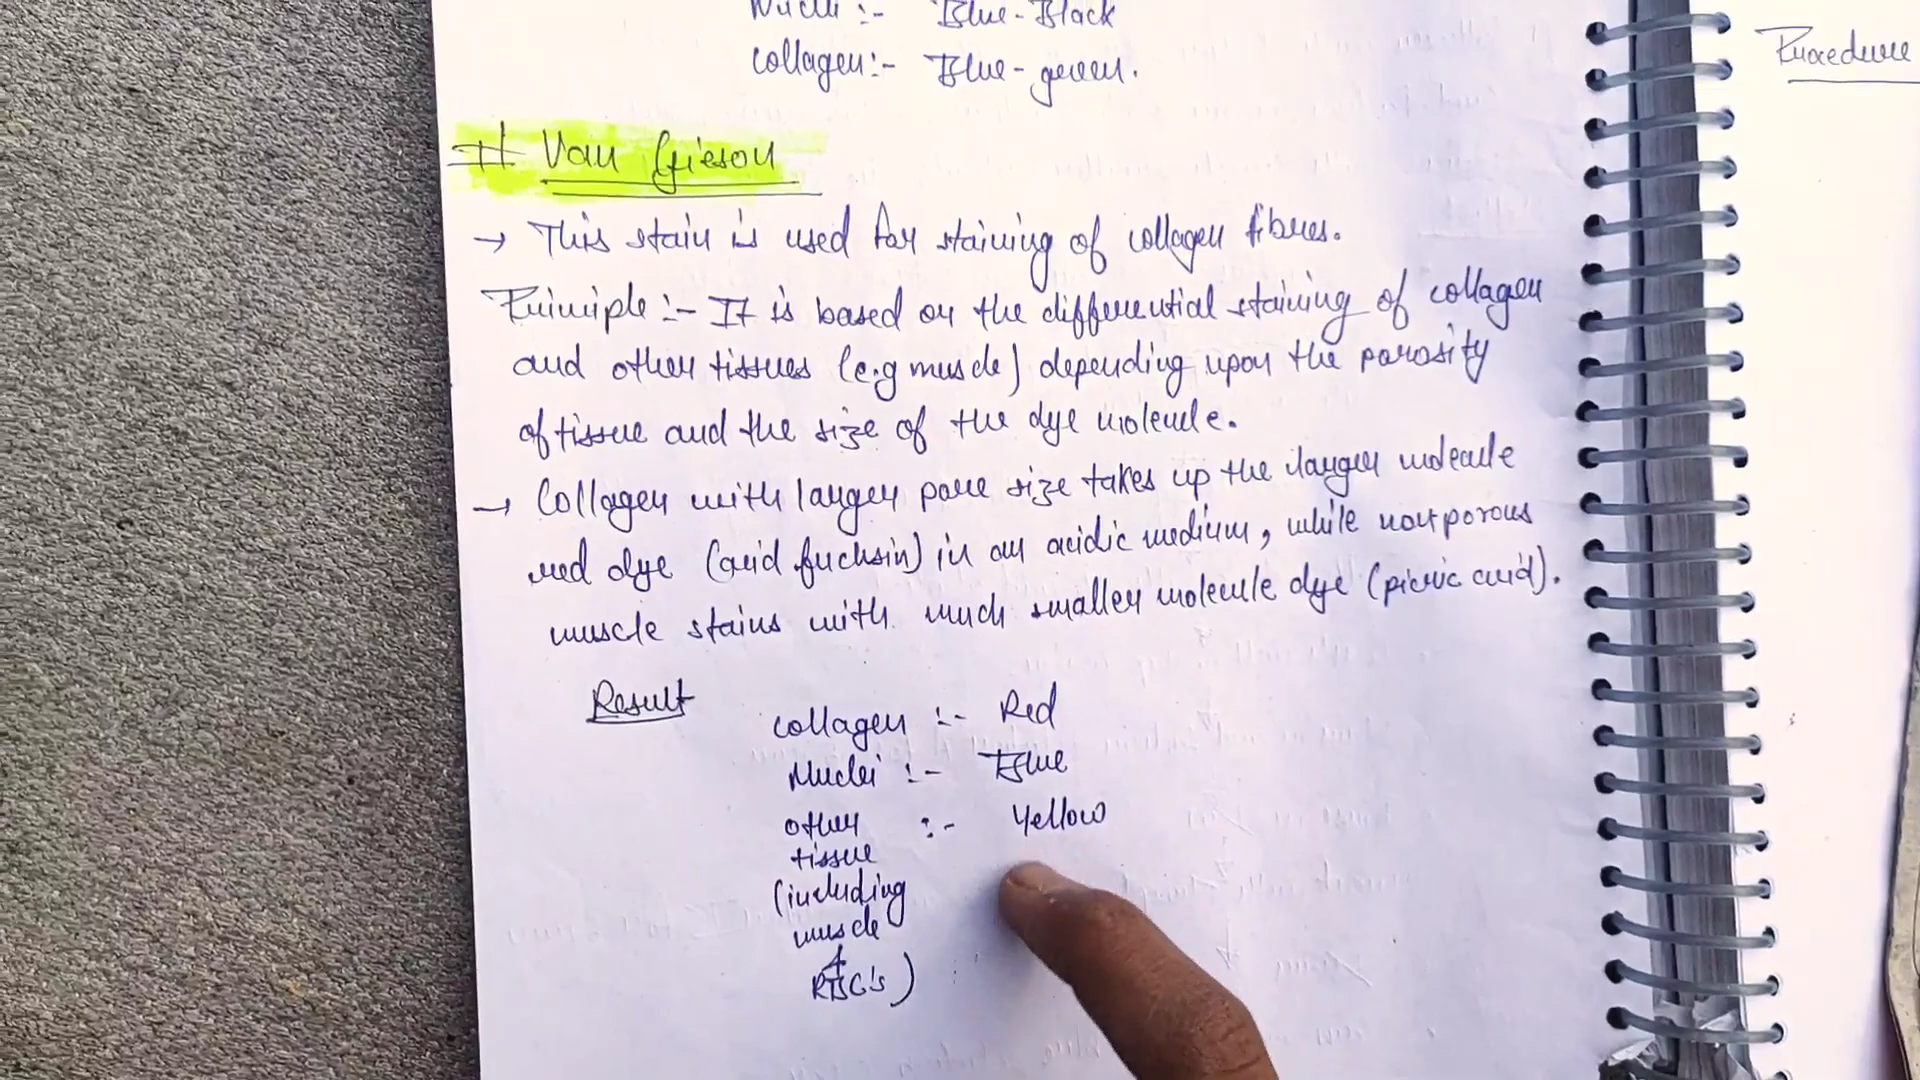 Nuclei :- Blue-Black
collagen:- Blue-green.
Procedure
# Van Gieson
→ This stain is used for staining of collagen fibres.
Principle :- It is based on the differential staining of collagen
and other tissues (e.g muscle) depending upon the porosity
of tissue and the size of the dye molecule.
→ Collagen with larger pore size takes up the larger molecule
red dye (acid fuchsin) in an acidic medium, while nonporous
muscle stains with much smaller molecule dye (picric acid).
Result
collagen :- Red
Nuclei :- Blue
other :- Yellow
tissue
(including
muscle
&
RBC's)